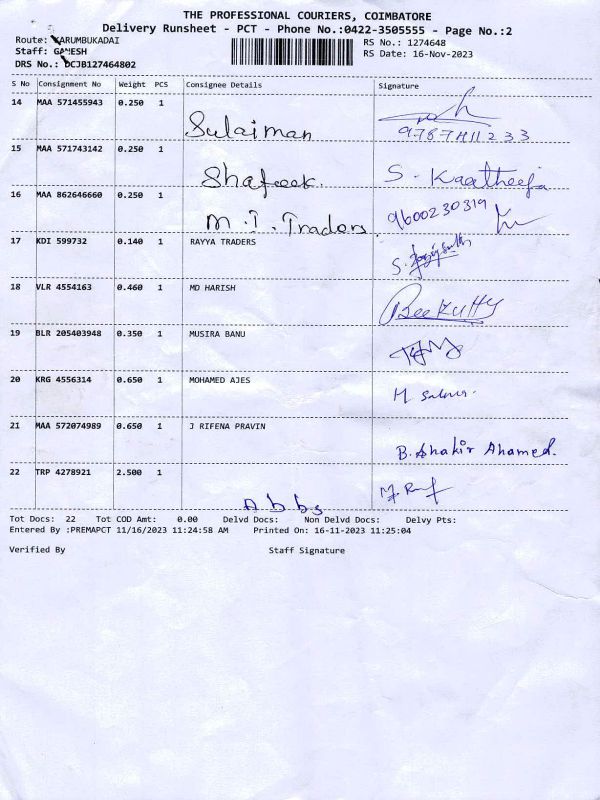 THE PROFESSIONAL COURIERS, COIMBATORE
Delivery Runsheet - PCT - Phone No.:0422-3505555 - Page No.:2
Route: KARUMBUKADAI RS No.: 1274648
Staff: GANESH RS Date: 16-Nov-2023
DRS No.: DCJB127464802
S No Consignment No Weight PCS Consignee Details Signature
14 MAA 571455943 0.250 1 Sulaiman
15 MAA 571743142 0.250 1 Shafeek. S. Kaatheeja
16 MAA 862646660 0.250 1 M.I. Traders. 9600230319
17 KDI 599732 0.140 1 RAYYA TRADERS S.
18 VLR 4554163 0.460 1 MD HARISH Beekutty
19 BLR 205403948 0.350 1 MUSIRA BANU
20 KRG 4556314 0.650 1 MOHAMED AJES M
21 MAA 572074989 0.650 1 J RIFENA PRAVIN B. Shakir Ahamed.
22 TRP 4278921 2.500 1 Abbs
Tot Docs: 22 Tot COD Amt: 0.00 Delvd Docs: Non Delvd Docs: Delvy Pts:
Entered By :PREMAPCT 11/16/2023 11:24:58 AM Printed On: 16-11-2023 11:25:04
Verified By Staff Signature